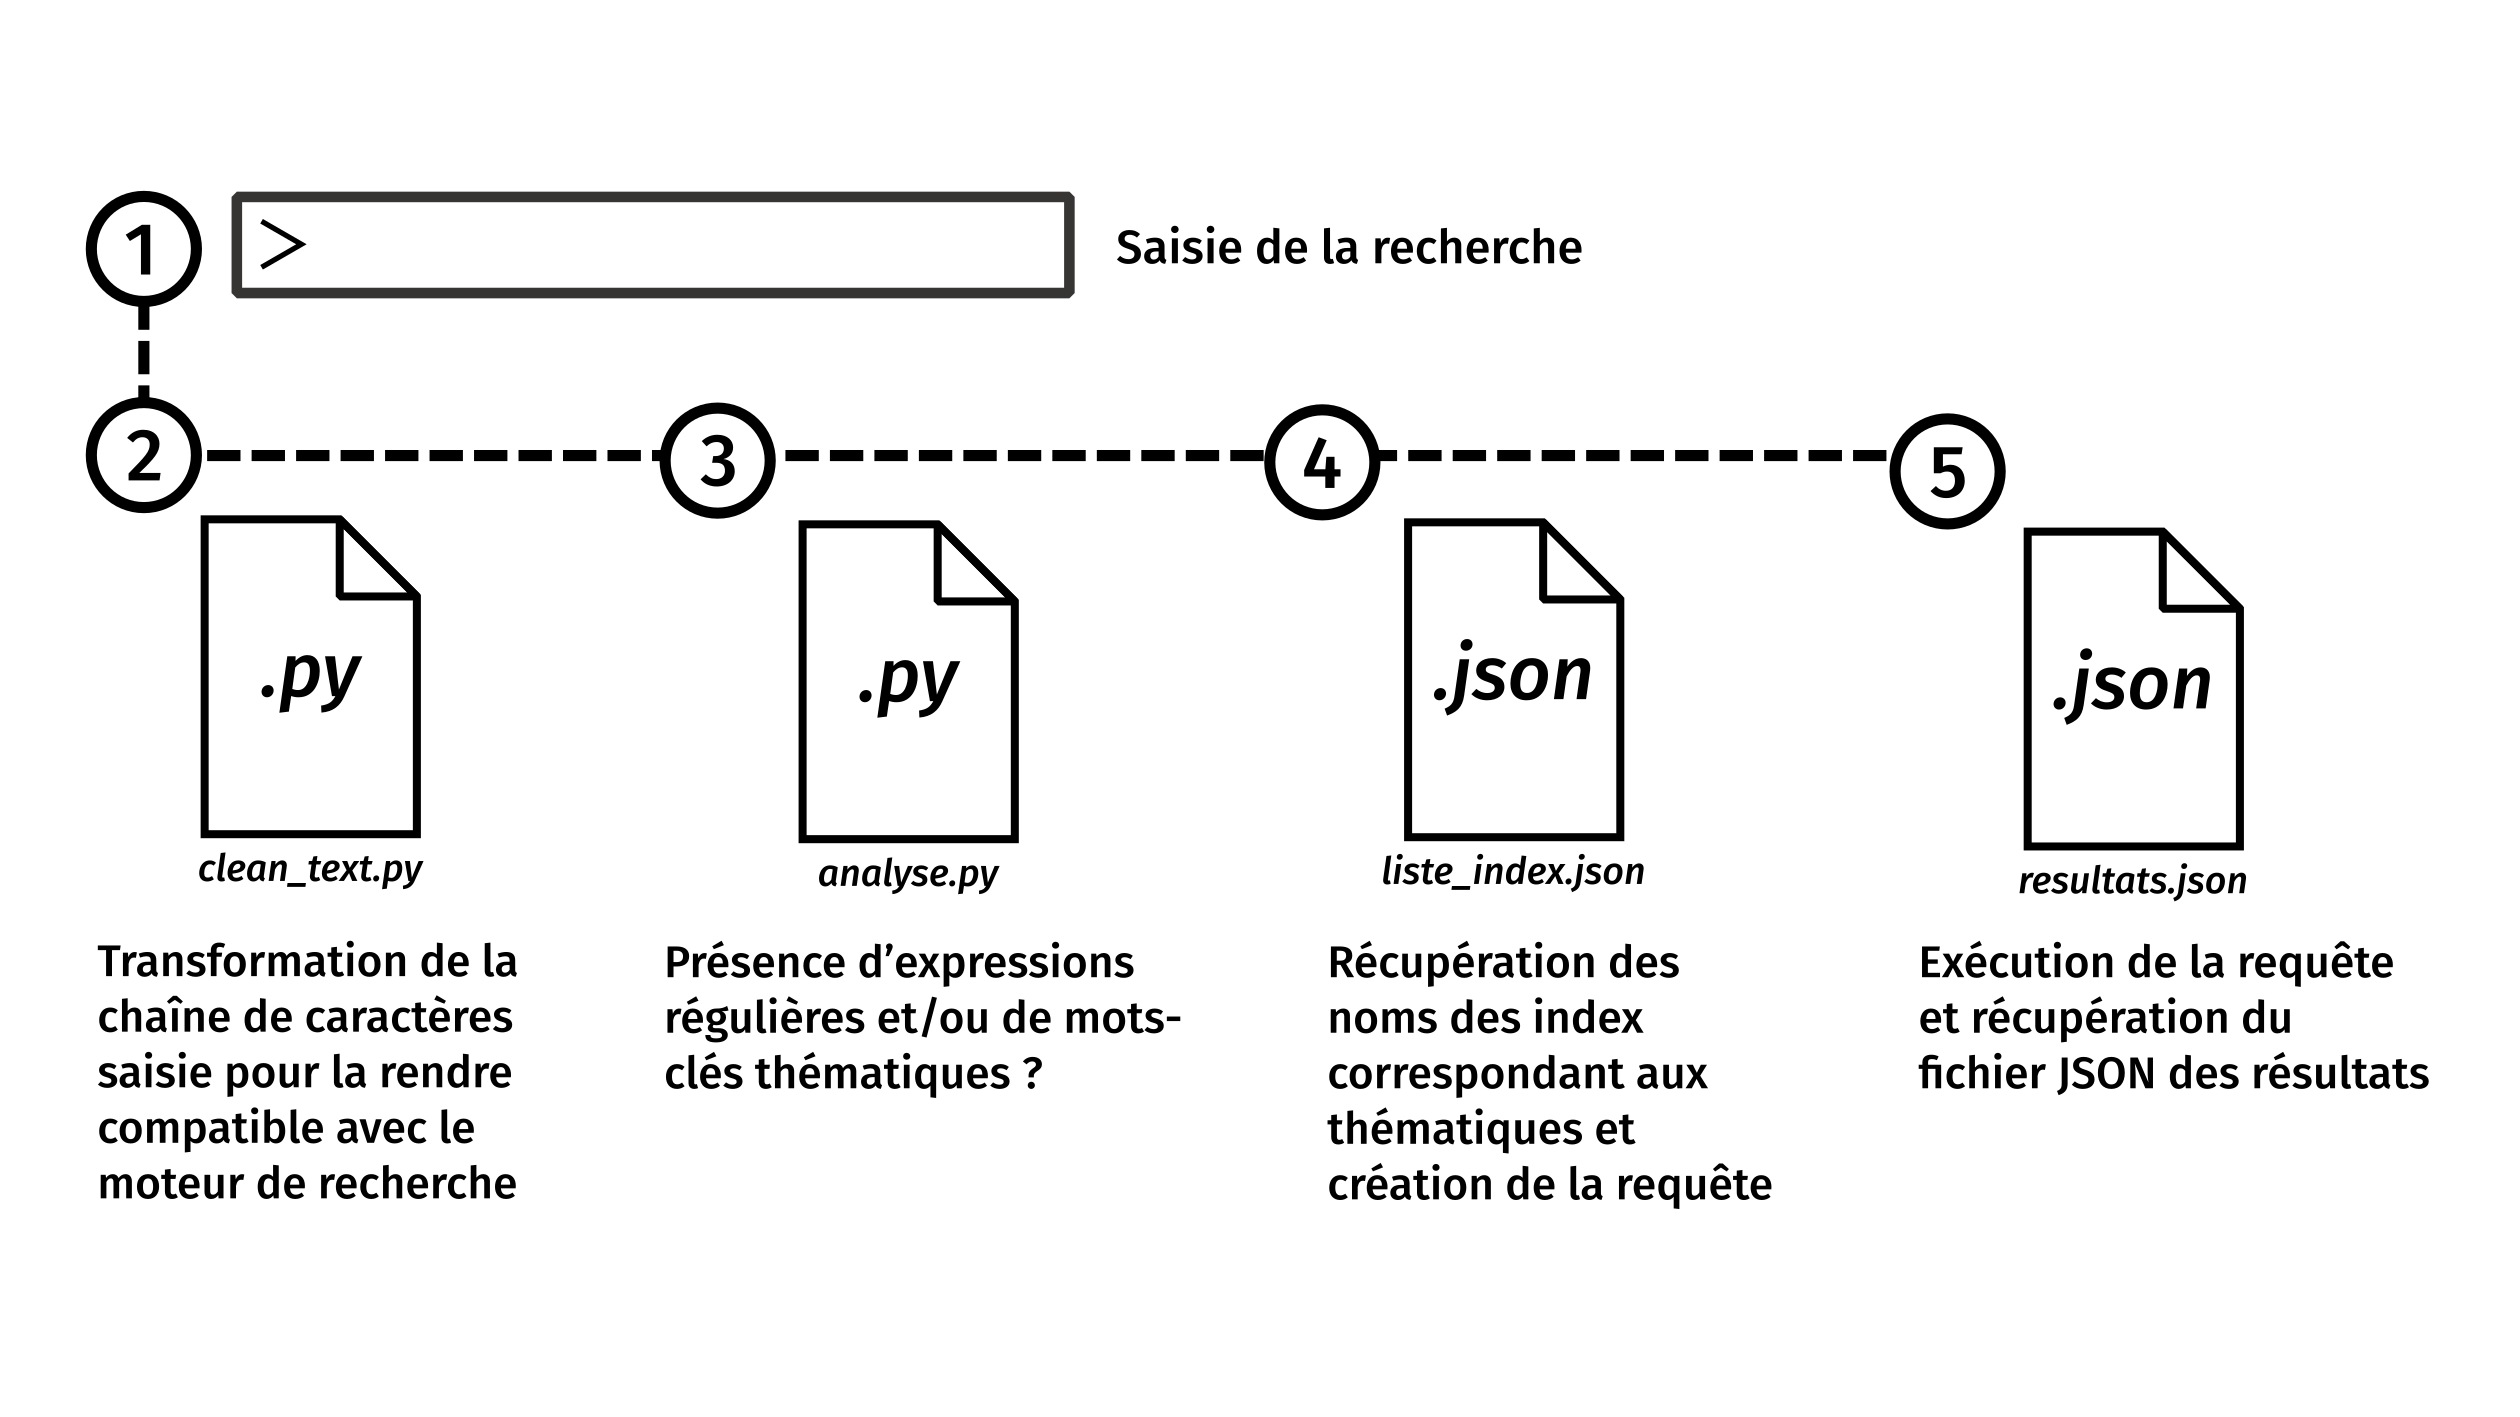 1
>
Saisie de la recherche
2
3
4
5
.py
.py
.json
.json
clean_text.py
analyse.py
liste_index.json
resultats.json
Transformation de la
chaîne de caractères
saisie pour la rendre
compatible avec le
moteur de recherche
Présence d’expressions
régulières et/ou de mots-
clés thématiques ?
Récupération des
noms des index
correspondant aux
thématiques et
création de la requête
Exécution de la requête
et récupération du
fichier JSON des résultats